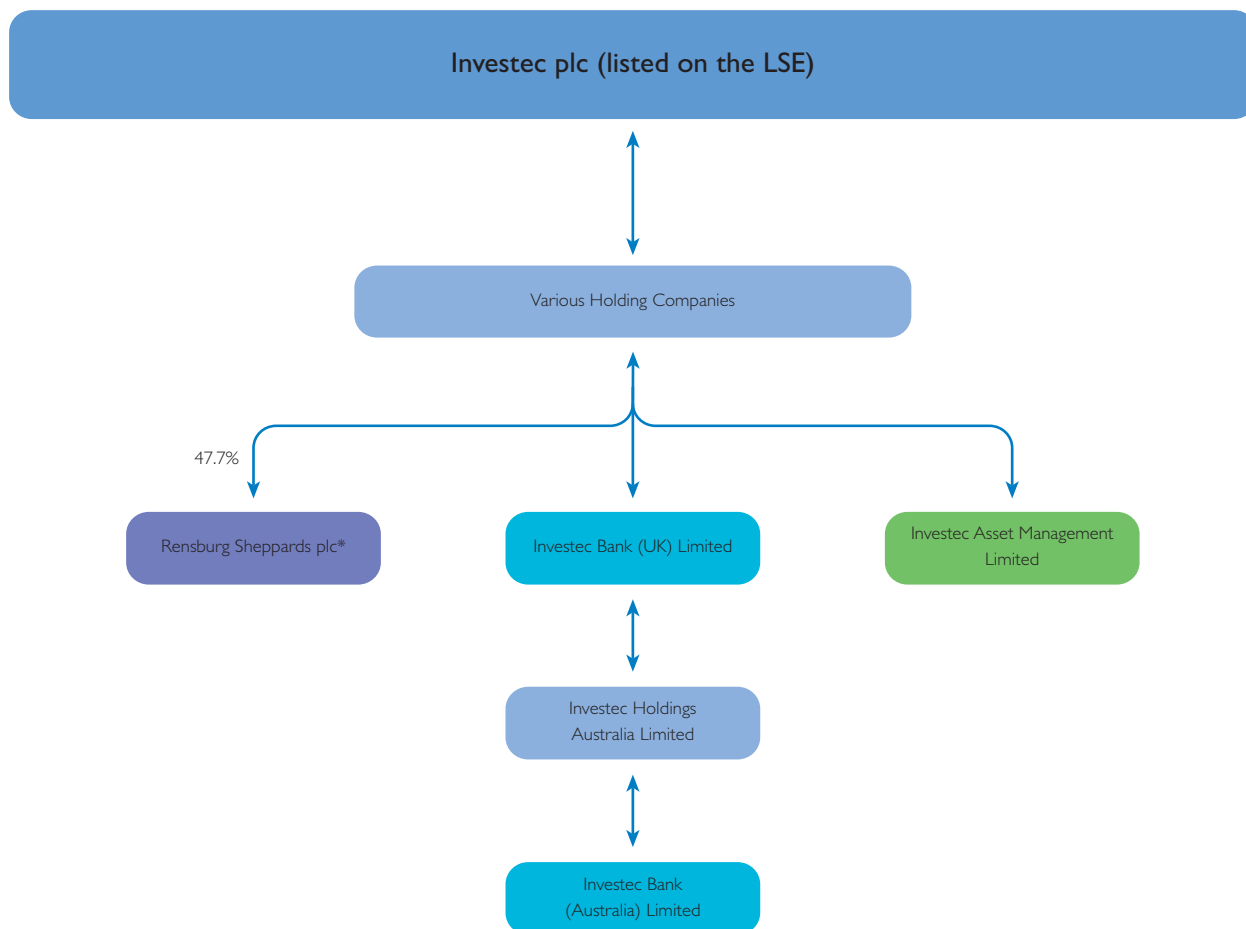 Investec plc (listed on the LSE)
Various Holding Companies
47.7%
Rensburg Sheppards plc*
Investec Bank (UK) Limited
Investec Asset Management
Limited
Investec Holdings
Australia Limited
Investec Bank
(Australia) Limited